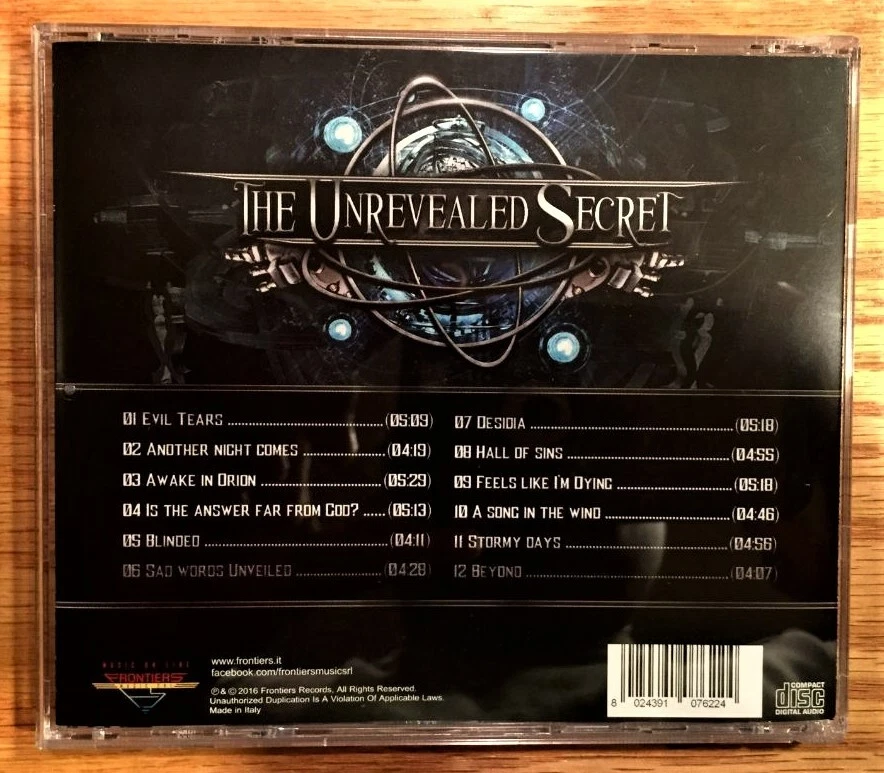 THE UNREVEALED SECRET
01 EVIL TEARS ........ (05:09)
02 ANOTHER NIGHT COMES ........ (04:19)
03 AWAKE IN ORION ........ (05:29)
04 IS THE ANSWER FAR FROM GOD? ...... (05:13)
05 BLINDED ........ (04:11)
06 SAD WORDS UNVEILED ........ (04:28)
07 DESIDIA ........ (05:18)
08 HALL OF SINS ........ (04:55)
09 FEELS LIKE I'M DYING ........ (05:18)
10 A SONG IN THE WIND ........ (04:46)
11 STORMY DAYS ........ (04:56)
12 BEYOND ........ (04:07)
FRONTIERS
www.frontiers.it
facebook.com/frontiersmusicsrl
℗ & © 2016 Frontiers Records, All Rights Reserved.
Unauthorized Duplication Is A Violation Of Applicable Laws.
Made in Italy
8 024391 076224
COMPACT
disc
DIGITAL AUDIO